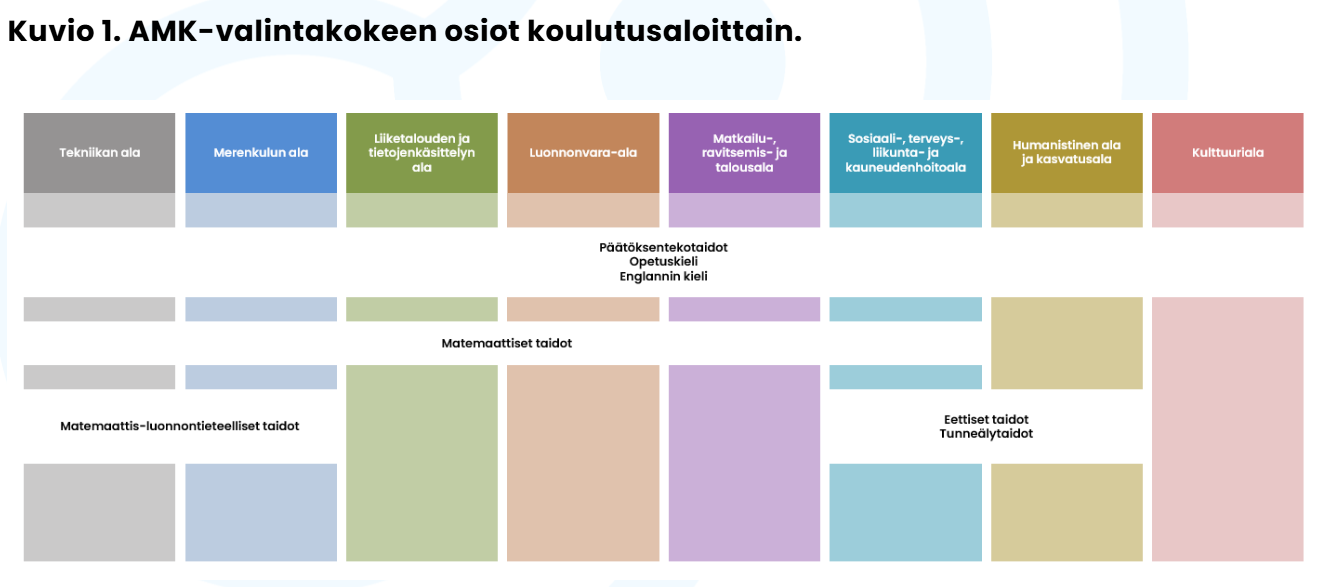 Kuvio 1. AMK-valintakokeen osiot koulutusaloittain.
Tekniikan ala
Merenkulun ala
Liiketalouden ja
tietojenkäsittelyn
ala
Luonnonvara-ala
Matkailu-,
ravitsemis- ja
talousala
Sosiaali-, terveys-,
liikunta- ja
kauneudenhoitoala
Humanistinen ala
ja kasvatusala
Kulttuuriala
Päätöksentekotaidot
Opetuskieli
Englannin kieli
Matemaattiset taidot
Matemaattis-luonnontieteelliset taidot
Eettiset taidot
Tunneälytaidot